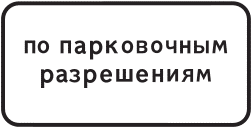 по парковочным
разрешениям